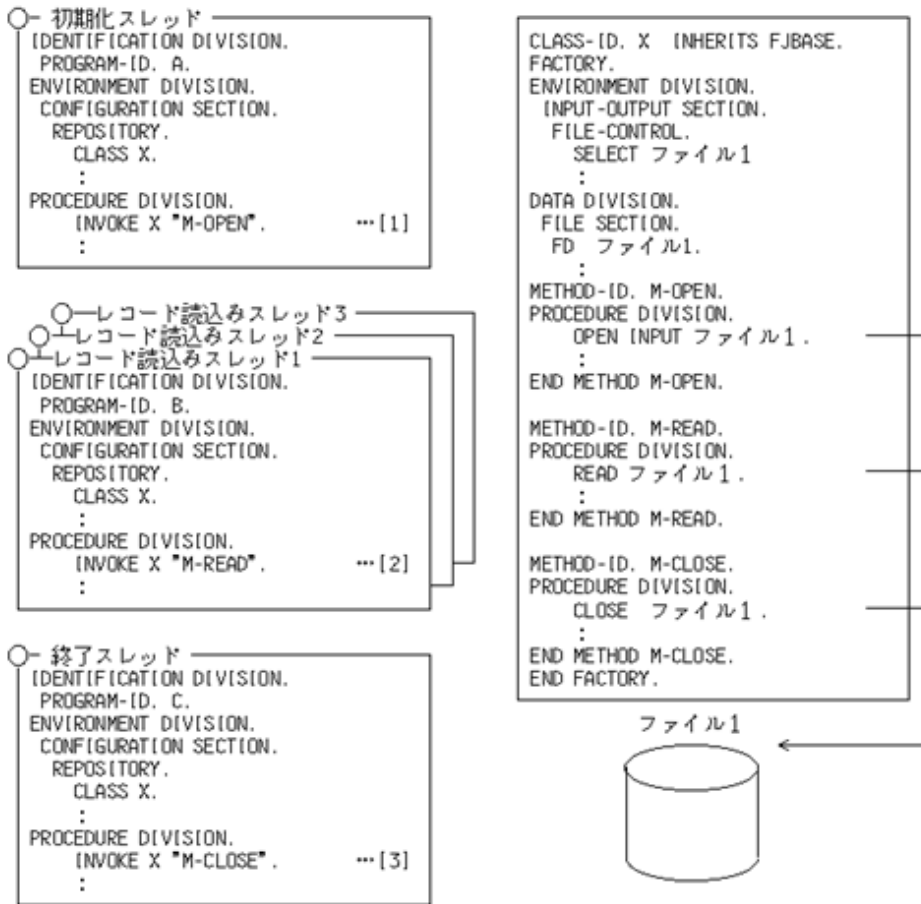 初期化スレッド
IDENTIFICATION DIVISION.
PROGRAM-ID. A.
ENVIRONMENT DIVISION.
CONFIGURATION SECTION.
REPOSITORY.
CLASS X.
:
PROCEDURE DIVISION.
INVOKE X "M-OPEN". …[1]
:
レコード読込みスレッド3
レコード読込みスレッド2
レコード読込みスレッド1
IDENTIFICATION DIVISION.
PROGRAM-ID. B.
ENVIRONMENT DIVISION.
CONFIGURATION SECTION.
REPOSITORY.
CLASS X.
:
PROCEDURE DIVISION.
INVOKE X "M-READ". …[2]
:
終了スレッド
IDENTIFICATION DIVISION.
PROGRAM-ID. C.
ENVIRONMENT DIVISION.
CONFIGURATION SECTION.
REPOSITORY.
CLASS X.
:
PROCEDURE DIVISION.
INVOKE X "M-CLOSE". …[3]
:
CLASS-ID. X INHERITS FJBASE.
FACTORY.
ENVIRONMENT DIVISION.
INPUT-OUTPUT SECTION.
FILE-CONTROL.
SELECT ファイル1
:
DATA DIVISION.
FILE SECTION.
FD ファイル1.
:
METHOD-ID. M-OPEN.
PROCEDURE DIVISION.
OPEN INPUT ファイル1.
:
END METHOD M-OPEN.
METHOD-ID. M-READ.
PROCEDURE DIVISION.
READ ファイル1.
:
END METHOD M-READ.
METHOD-ID. M-CLOSE.
PROCEDURE DIVISION.
CLOSE ファイル1.
:
END METHOD M-CLOSE.
END FACTORY.
ファイル1